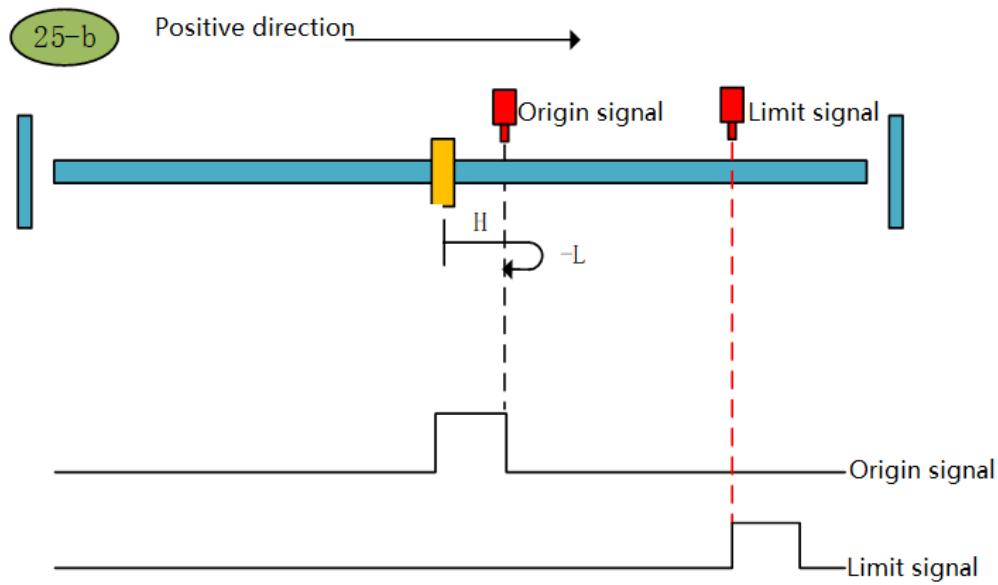 25-b
Positive direction
Origin signal
Limit signal
H
-L
Origin signal
Limit signal